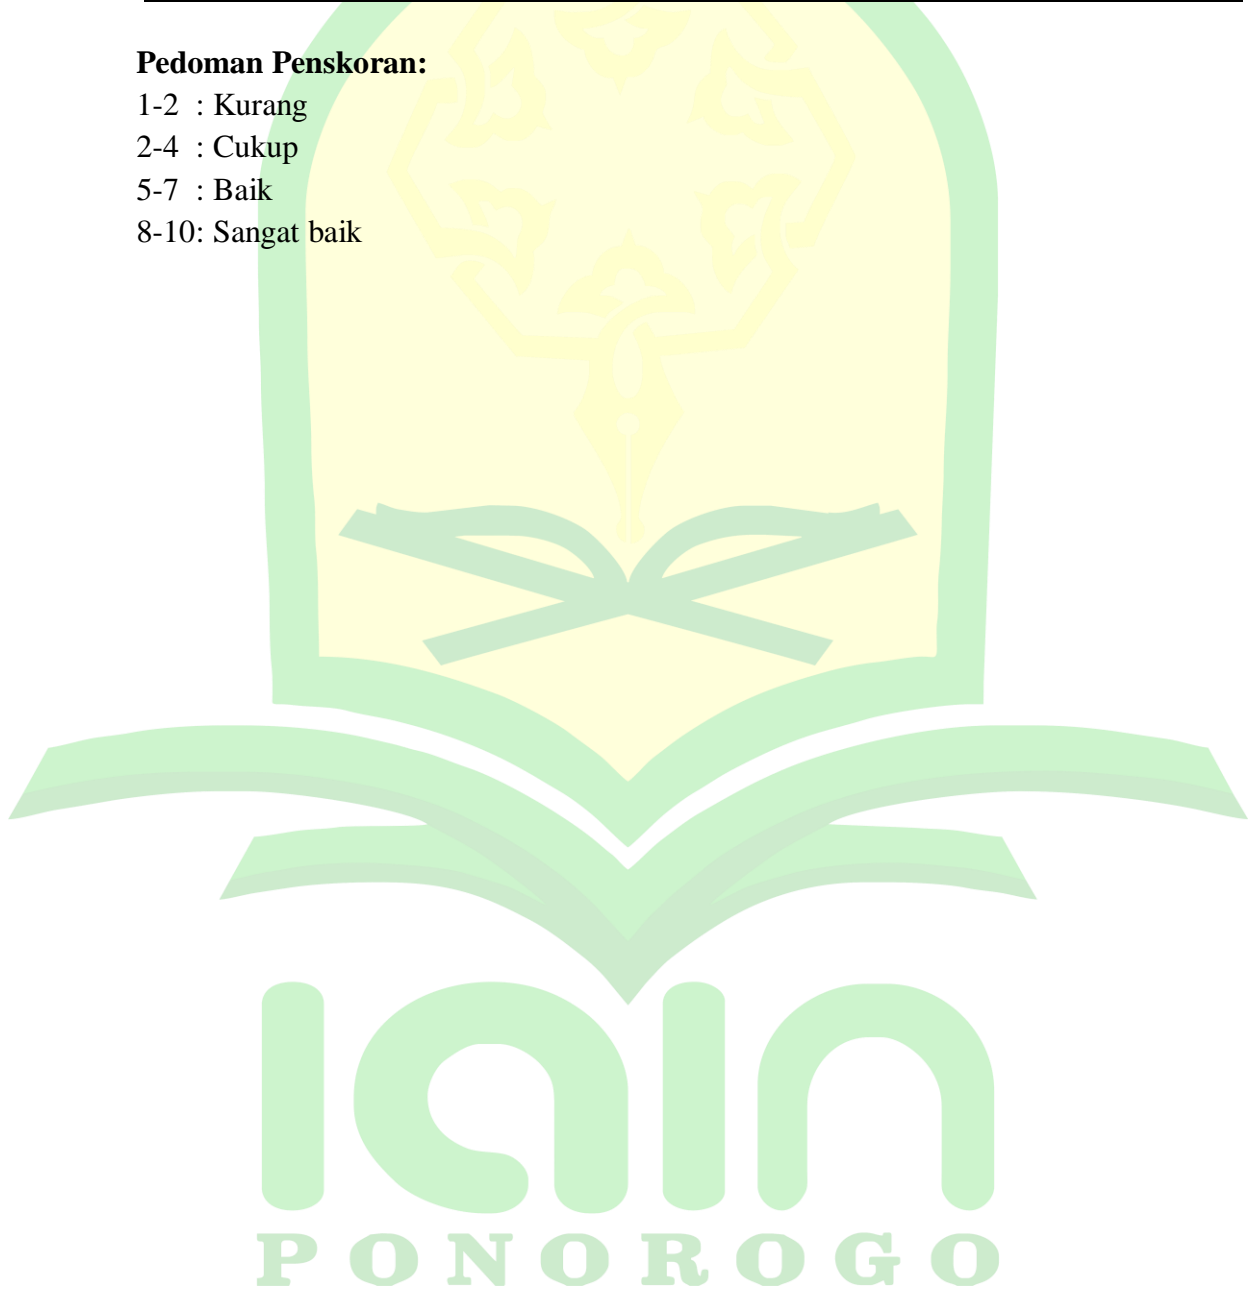 Pedoman Penskoran:
1-2 : Kurang
2-4 : Cukup
5-7 : Baik
8-10: Sangat baik
IAIN
PONOROGO